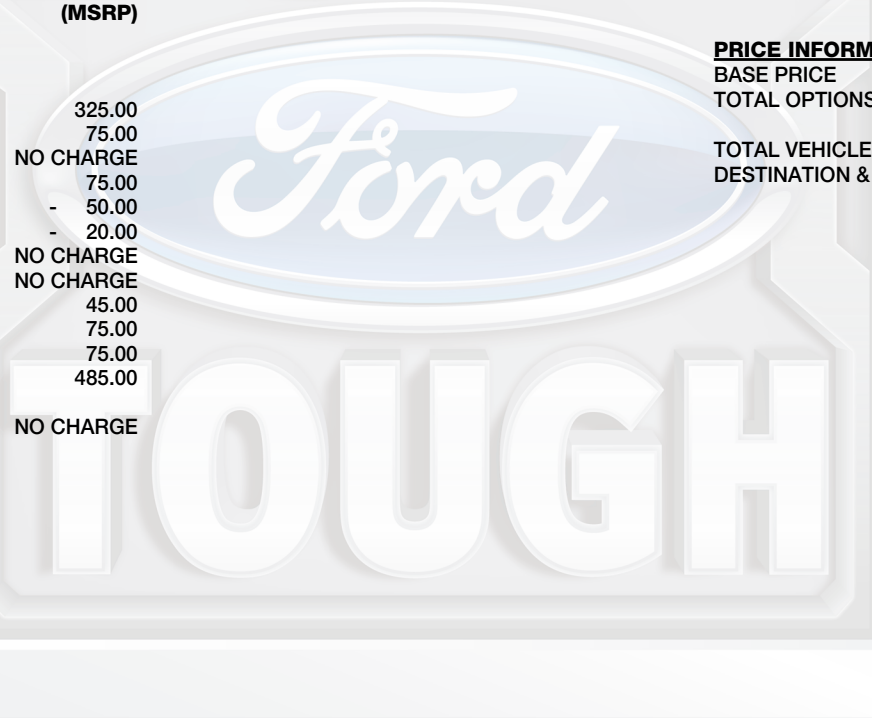 (MSRP)
325.00
75.00
NO CHARGE
75.00
- 50.00
- 20.00
NO CHARGE
NO CHARGE
45.00
75.00
75.00
485.00
NO CHARGE
PRICE INFORM
BASE PRICE
TOTAL OPTIONS
TOTAL VEHICLE
DESTINATION &
Ford
TOUGH